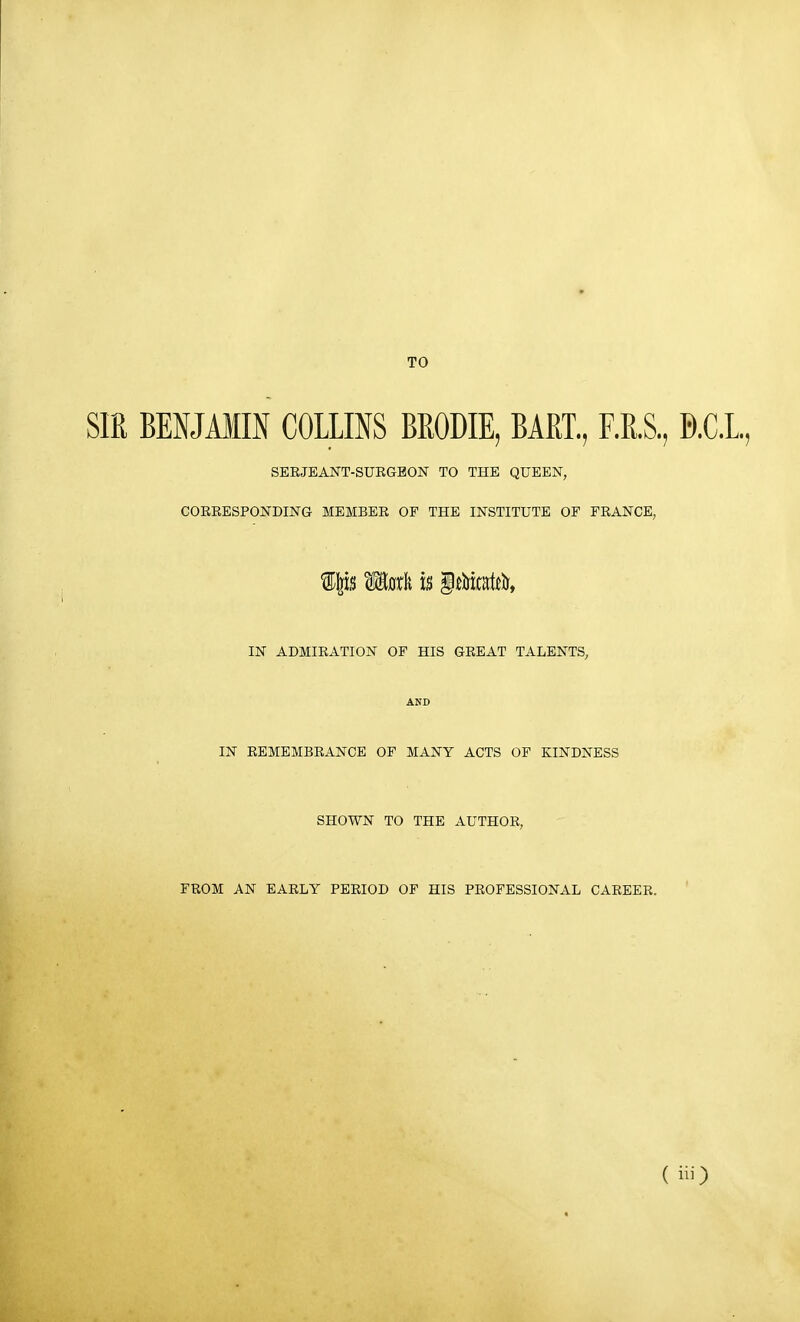 TO
SIR BENJAMIN COLLINS BRODIE, BART., F.R.S., D.C.L.,
SERJEANT-SURGEON TO THE QUEEN,
CORRESPONDING MEMBER OF THE INSTITUTE OF FRANCE,
This Work is Dedicated,
IN ADMIRATION OF HIS GREAT TALENTS,
AND
IN REMEMBRANCE OF MANY ACTS OF KINDNESS
SHOWN TO THE AUTHOR,
FROM AN EARLY PERIOD OF HIS PROFESSIONAL CAREER.
( iii )